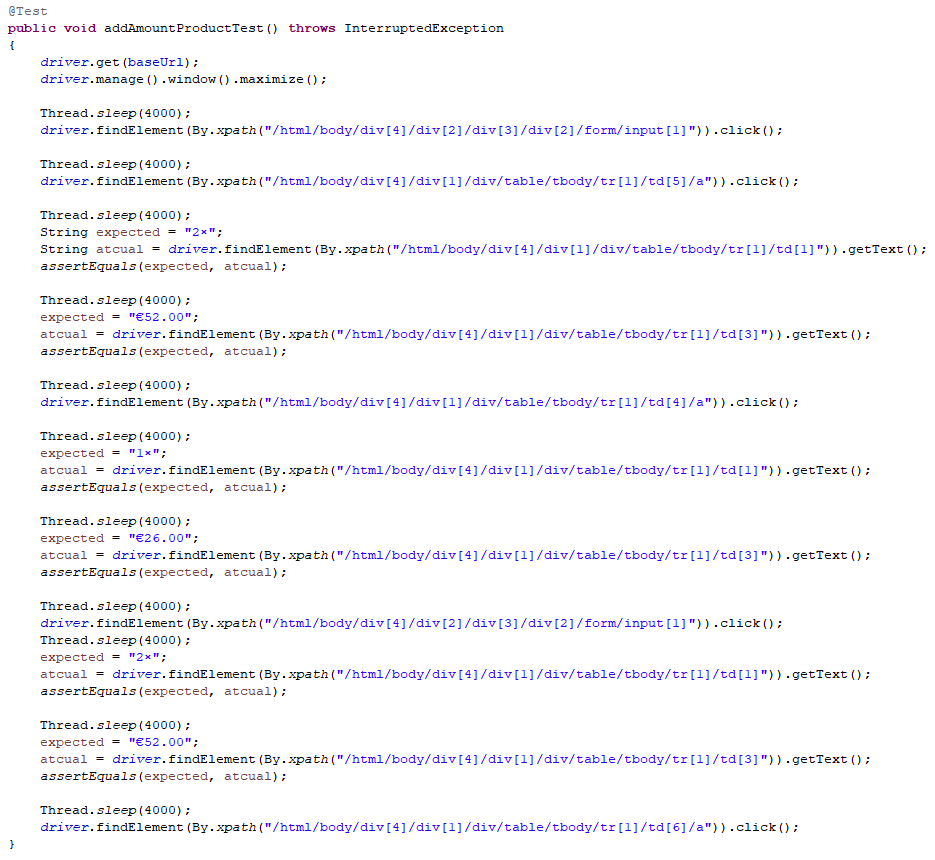 @Test
public void addAmountProductTest() throws InterruptedException
{
driver.get(baseUrl);
driver.manage().window().maximize();
Thread.sleep(4000);
driver.findElement(By.xpath("/html/body/div[4]/div[2]/div[3]/div[2]/form/input[1]")).click();
Thread.sleep(4000);
driver.findElement(By.xpath("/html/body/div[4]/div[1]/div/table/tbody/tr[1]/td[5]/a")).click();
Thread.sleep(4000);
String expected = "2×";
String atcual = driver.findElement(By.xpath("/html/body/div[4]/div[1]/div/table/tbody/tr[1]/td[1]")).getText();
assertEquals(expected, atcual);
Thread.sleep(4000);
expected = "€52.00";
atcual = driver.findElement(By.xpath("/html/body/div[4]/div[1]/div/table/tbody/tr[1]/td[3]")).getText();
assertEquals(expected, atcual);
Thread.sleep(4000);
driver.findElement(By.xpath("/html/body/div[4]/div[1]/div/table/tbody/tr[1]/td[4]/a")).click();
Thread.sleep(4000);
expected = "1×";
atcual = driver.findElement(By.xpath("/html/body/div[4]/div[1]/div/table/tbody/tr[1]/td[1]")).getText();
assertEquals(expected, atcual);
Thread.sleep(4000);
expected = "€26.00";
atcual = driver.findElement(By.xpath("/html/body/div[4]/div[1]/div/table/tbody/tr[1]/td[3]")).getText();
assertEquals(expected, atcual);
Thread.sleep(4000);
driver.findElement(By.xpath("/html/body/div[4]/div[2]/div[3]/div[2]/form/input[1]")).click();
Thread.sleep(4000);
expected = "2×";
atcual = driver.findElement(By.xpath("/html/body/div[4]/div[1]/div/table/tbody/tr[1]/td[1]")).getText();
assertEquals(expected, atcual);
Thread.sleep(4000);
expected = "€52.00";
atcual = driver.findElement(By.xpath("/html/body/div[4]/div[1]/div/table/tbody/tr[1]/td[3]")).getText();
assertEquals(expected, atcual);
Thread.sleep(4000);
driver.findElement(By.xpath("/html/body/div[4]/div[1]/div/table/tbody/tr[1]/td[6]/a")).click();
}